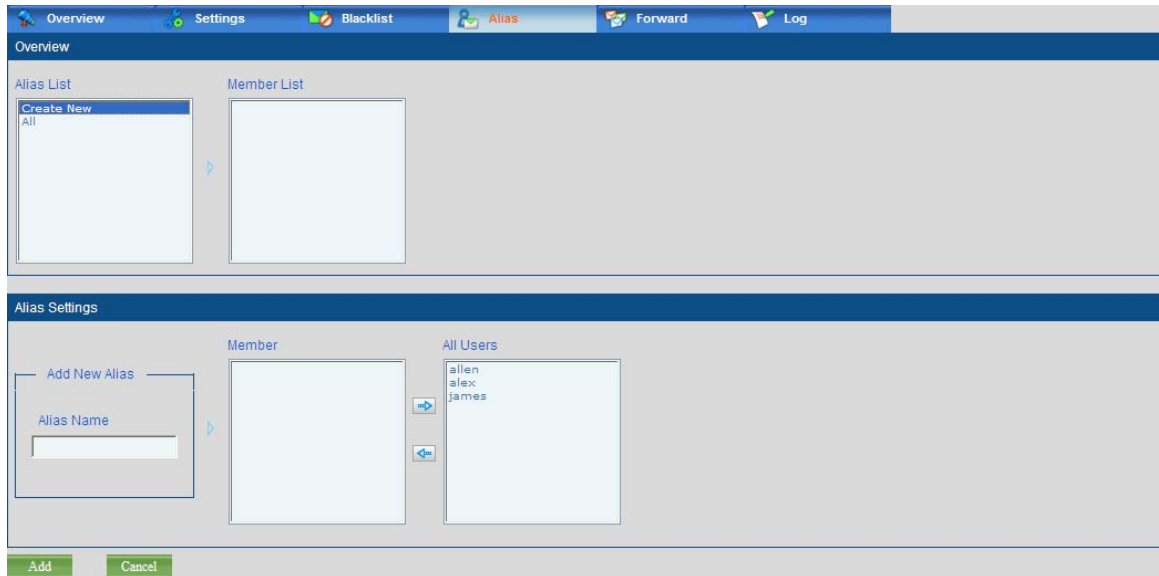 Overview Settings Blacklist Alias Forward Log
Overview
Alias List Member List
Create New
All
Alias Settings
Member All Users
Add New Alias
allen
alex
james
Alias Name
Add Cancel